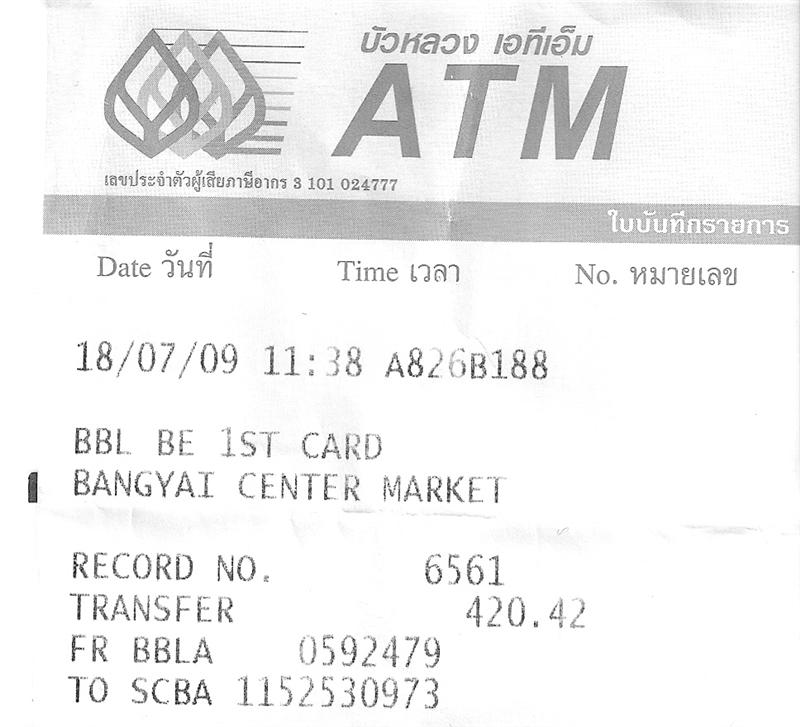 บัวหลวง เอทีเอ็ม
ATM
เลขประจำตัวผู้เสียภาษีอากร 3 101 024777
ใบบันทึกรายการ
Date วันที่ Time เวลา No. หมายเลข
18/07/09 11:38 A826B188
BBL BE 1ST CARD
BANGYAI CENTER MARKET
RECORD NO. 6561
TRANSFER 420.42
FR BBLA 0592479
TO SCBA 1152530973